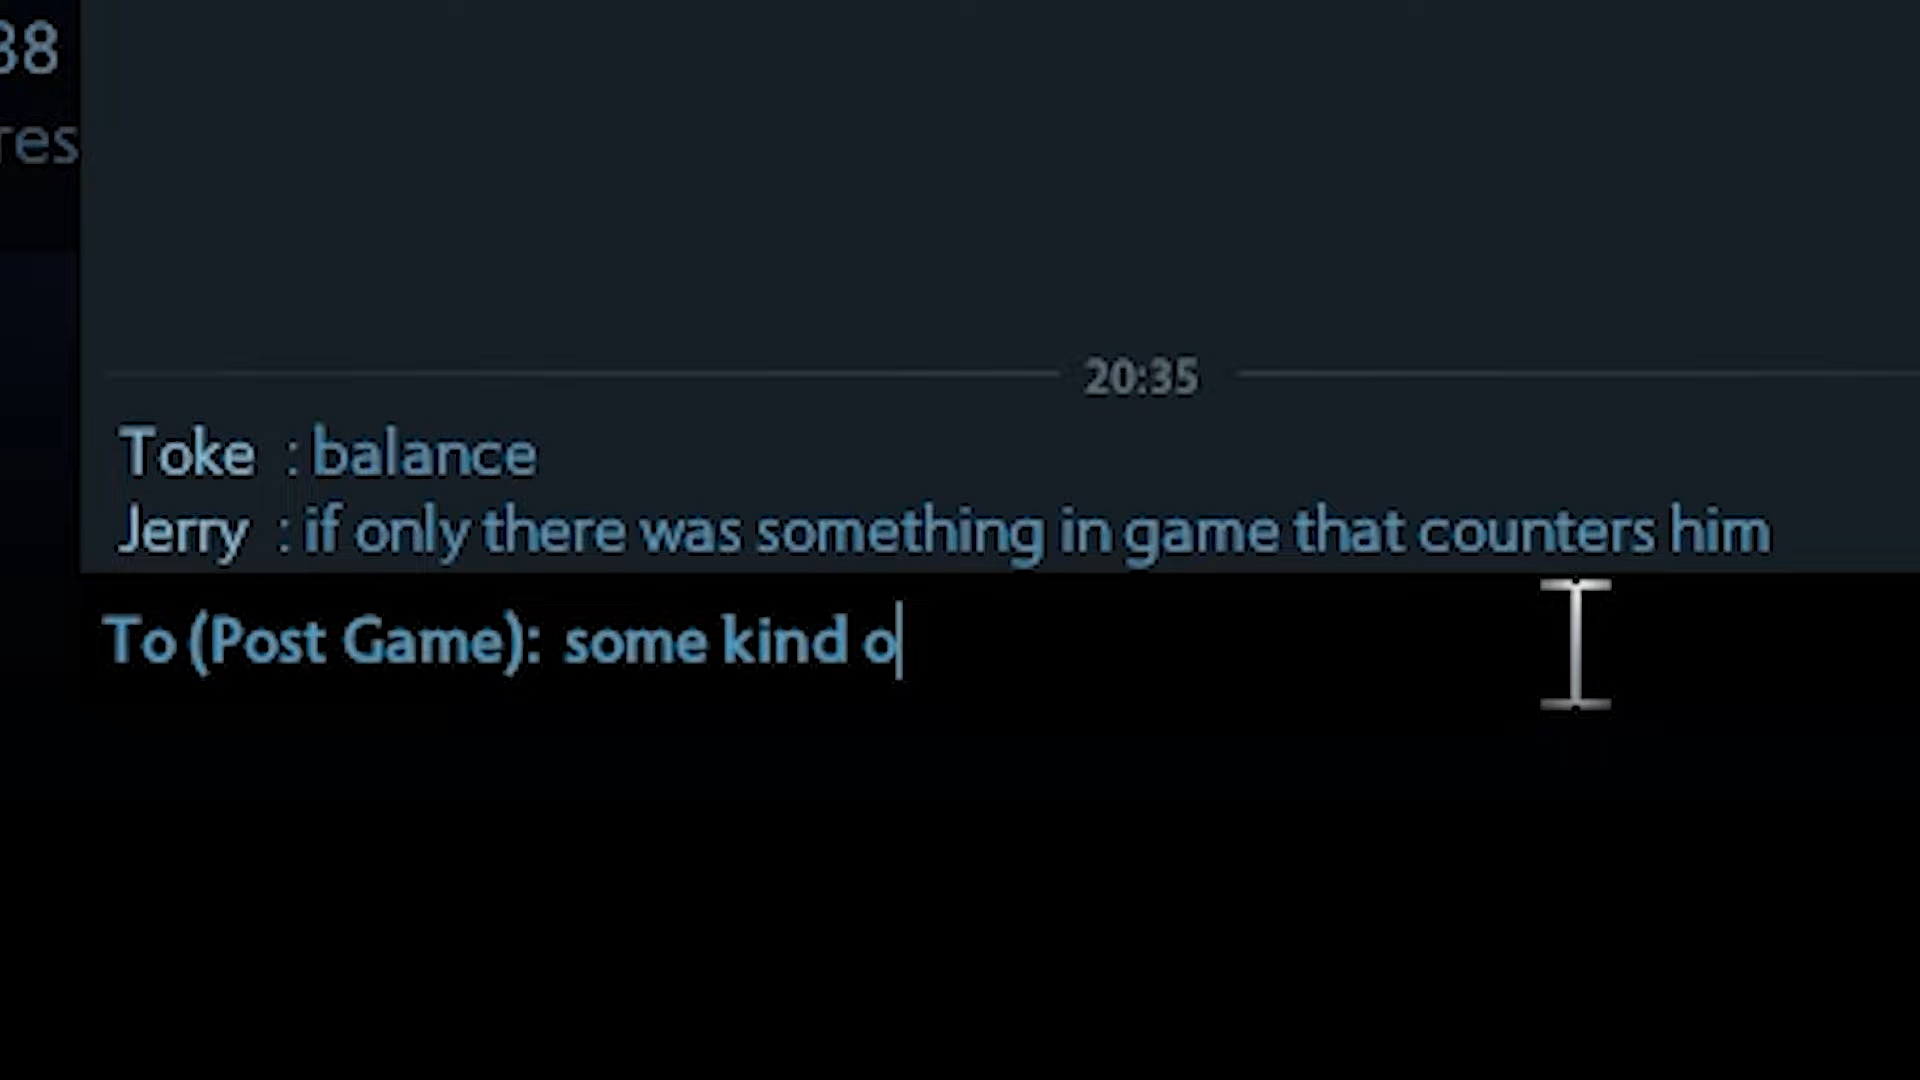 38
res
20:35
Toke : balance
Jerry : if only there was something in game that counters him
To (Post Game): some kind o